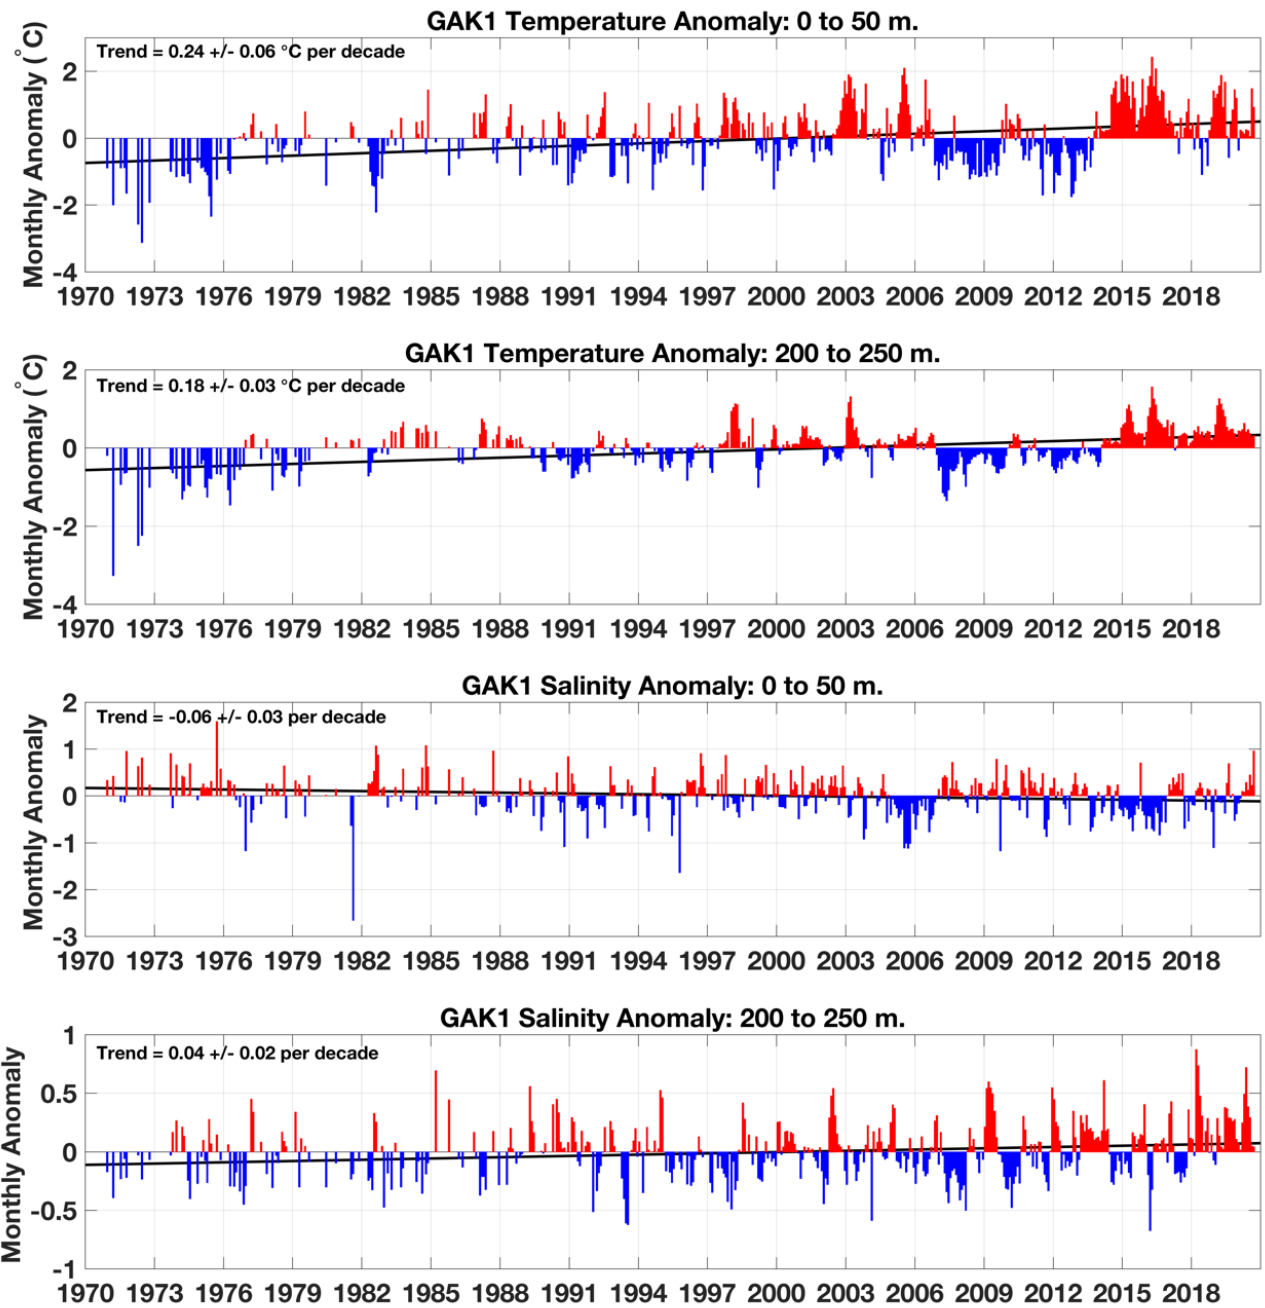 GAK1 Temperature Anomaly: 0 to 50 m.
Trend = 0.24 +/- 0.06 °C per decade
Monthly Anomaly (°C)
2
0
-2
-4
1970 1973 1976 1979 1982 1985 1988 1991 1994 1997 2000 2003 2006 2009 2012 2015 2018
GAK1 Temperature Anomaly: 200 to 250 m.
Trend = 0.18 +/- 0.03 °C per decade
Monthly Anomaly (°C)
2
0
-2
-4
1970 1973 1976 1979 1982 1985 1988 1991 1994 1997 2000 2003 2006 2009 2012 2015 2018
GAK1 Salinity Anomaly: 0 to 50 m.
Trend = -0.06 +/- 0.03 per decade
Monthly Anomaly
2
1
0
-1
-2
-3
1970 1973 1976 1979 1982 1985 1988 1991 1994 1997 2000 2003 2006 2009 2012 2015 2018
GAK1 Salinity Anomaly: 200 to 250 m.
Trend = 0.04 +/- 0.02 per decade
Monthly Anomaly
1
0.5
0
-0.5
-1
1970 1973 1976 1979 1982 1985 1988 1991 1994 1997 2000 2003 2006 2009 2012 2015 2018